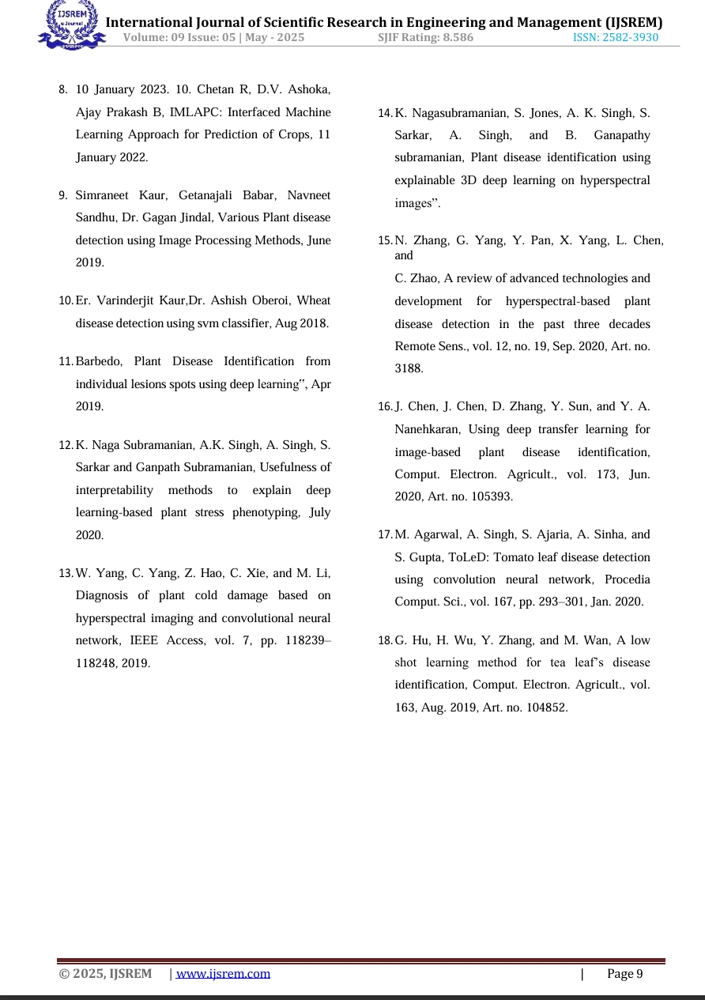 IJSREM
e-Journal
International Journal of Scientific Research in Engineering and Management (IJSREM)
Volume: 09 Issue: 05 | May - 2025 SJIF Rating: 8.586 ISSN: 2582-3930
8. 10 January 2023. 10. Chetan R, D.V. Ashoka,
Ajay Prakash B, IMLAPC: Interfaced Machine
Learning Approach for Prediction of Crops, 11
January 2022.
9. Simraneet Kaur, Getanajali Babar, Navneet
Sandhu, Dr. Gagan Jindal, Various Plant disease
detection using Image Processing Methods, June
2019.
10. Er. Varinderjit Kaur,Dr. Ashish Oberoi, Wheat
disease detection using svm classifier, Aug 2018.
11. Barbedo, Plant Disease Identification from
individual lesions spots using deep learning‟, Apr
2019.
12. K. Naga Subramanian, A.K. Singh, A. Singh, S.
Sarkar and Ganpath Subramanian, Usefulness of
interpretability methods to explain deep
learning-based plant stress phenotyping, July
2020.
13. W. Yang, C. Yang, Z. Hao, C. Xie, and M. Li,
Diagnosis of plant cold damage based on
hyperspectral imaging and convolutional neural
network, IEEE Access, vol. 7, pp. 118239–
118248, 2019.
14. K. Nagasubramanian, S. Jones, A. K. Singh, S.
Sarkar, A. Singh, and B. Ganapathy
subramanian, Plant disease identification using
explainable 3D deep learning on hyperspectral
images”.
15. N. Zhang, G. Yang, Y. Pan, X. Yang, L. Chen,
and
C. Zhao, A review of advanced technologies and
development for hyperspectral-based plant
disease detection in the past three decades
Remote Sens., vol. 12, no. 19, Sep. 2020, Art. no.
3188.
16. J. Chen, J. Chen, D. Zhang, Y. Sun, and Y. A.
Nanehkaran, Using deep transfer learning for
image-based plant disease identification,
Comput. Electron. Agricult., vol. 173, Jun.
2020, Art. no. 105393.
17. M. Agarwal, A. Singh, S. Ajaria, A. Sinha, and
S. Gupta, ToLeD: Tomato leaf disease detection
using convolution neural network, Procedia
Comput. Sci., vol. 167, pp. 293–301, Jan. 2020.
18. G. Hu, H. Wu, Y. Zhang, and M. Wan, A low
shot learning method for tea leaf’s disease
identification, Comput. Electron. Agricult., vol.
163, Aug. 2019, Art. no. 104852.
© 2025, IJSREM | www.ijsrem.com | Page 9